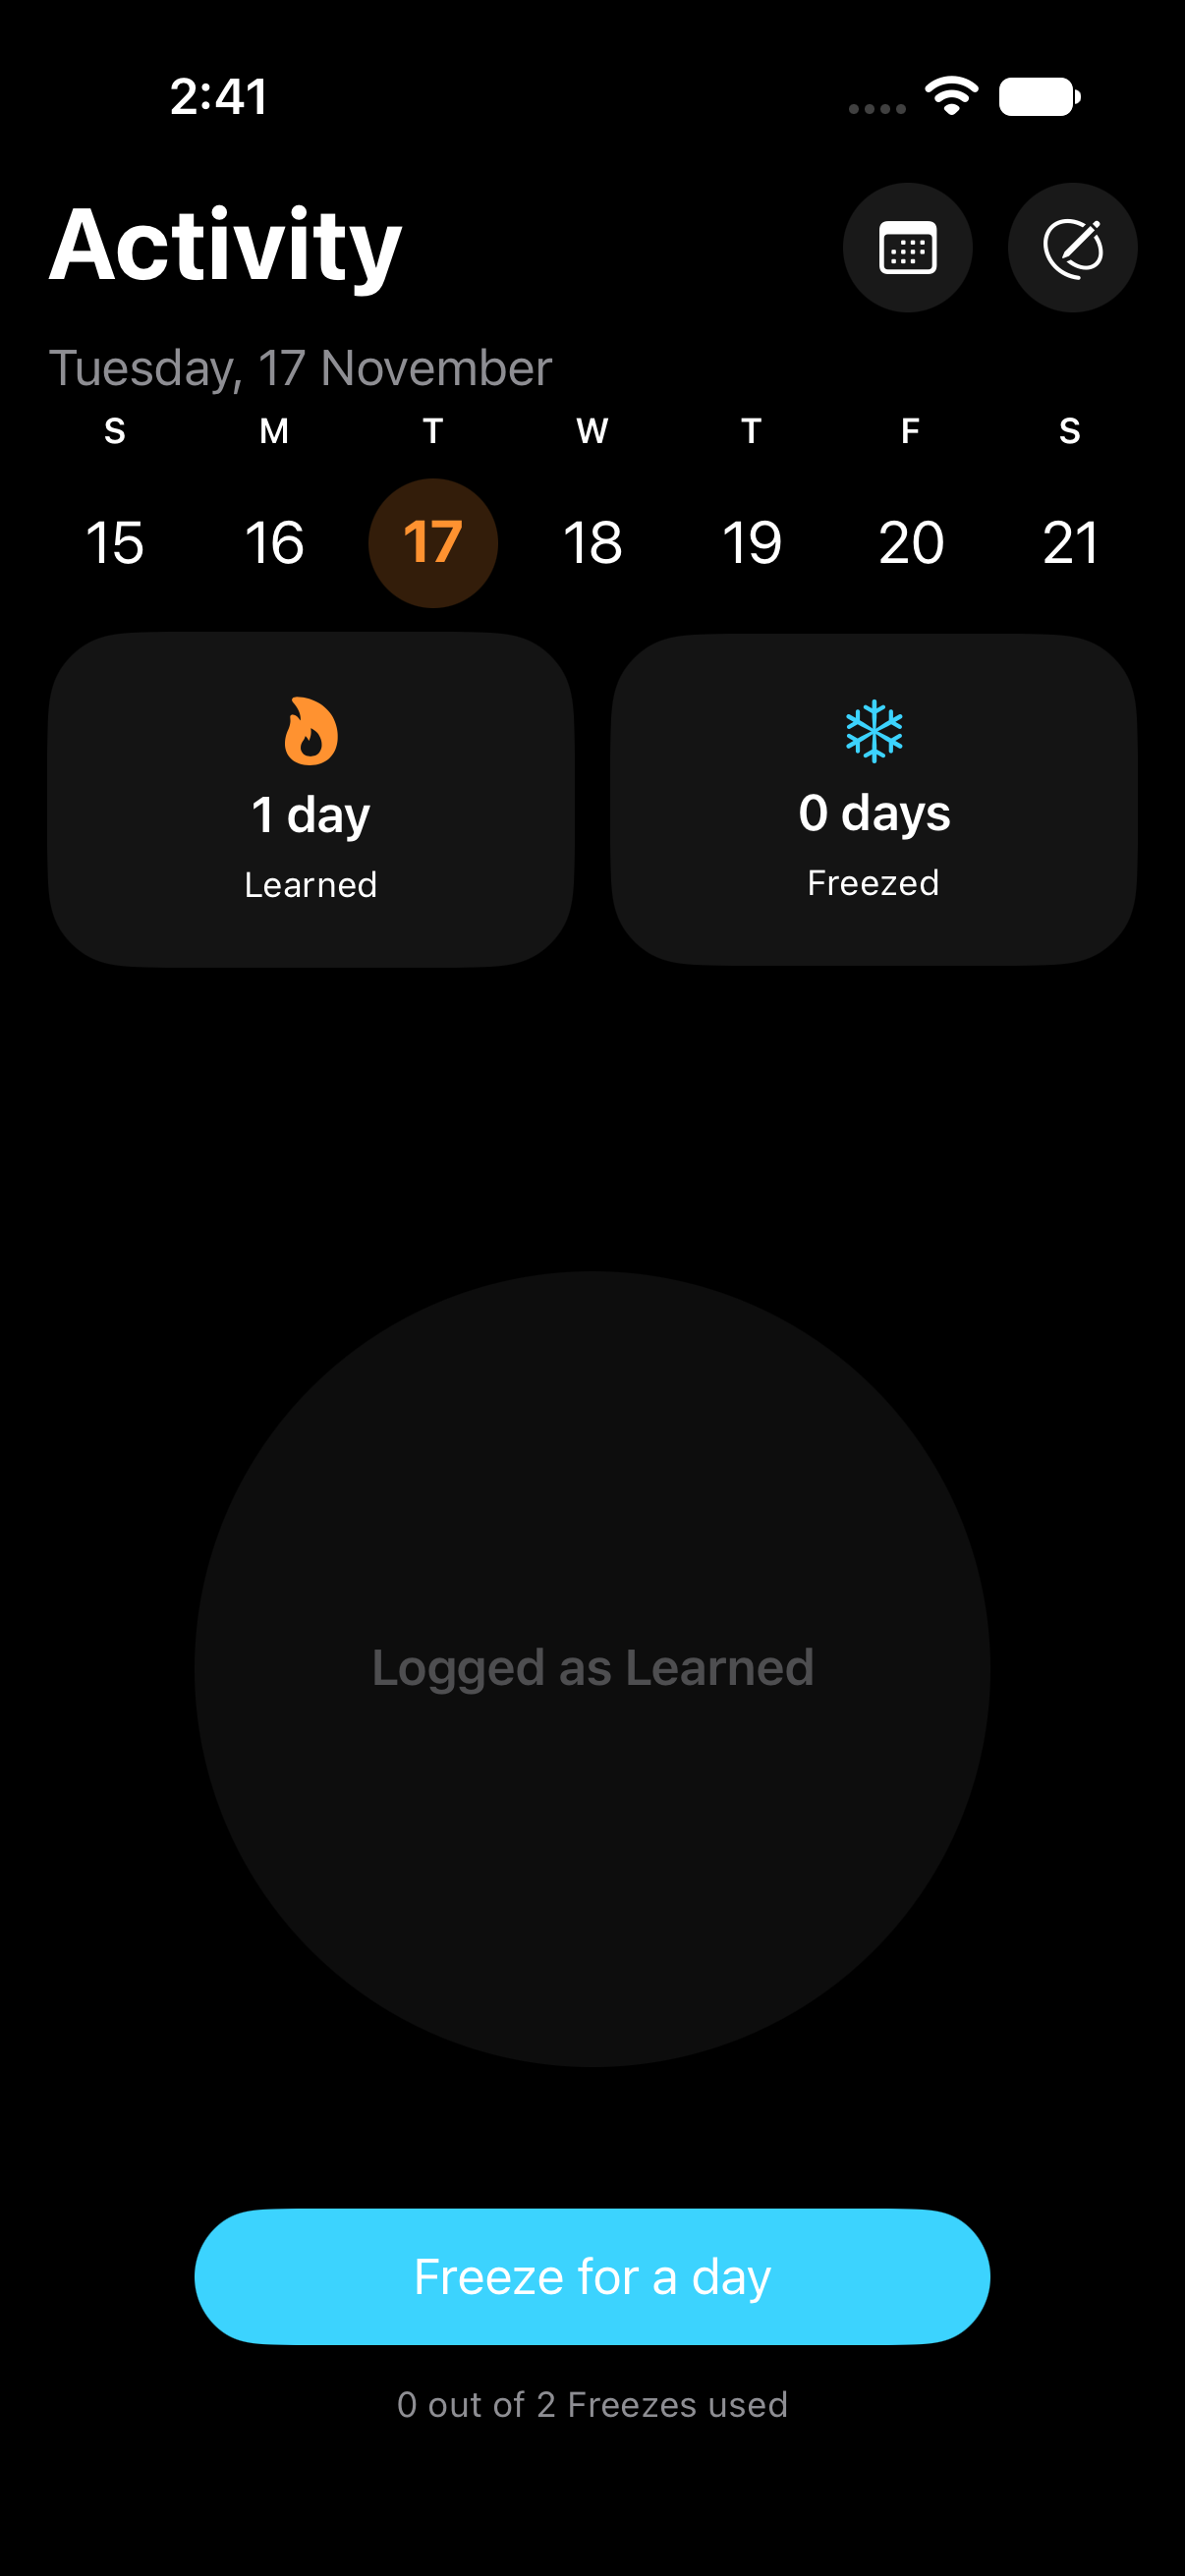 2:41
Activity
Tuesday, 17 November
S M T W T F S
15 16 17 18 19 20 21
1 day
Learned
0 days
Freezed
Logged as Learned
Freeze for a day
0 out of 2 Freezes used